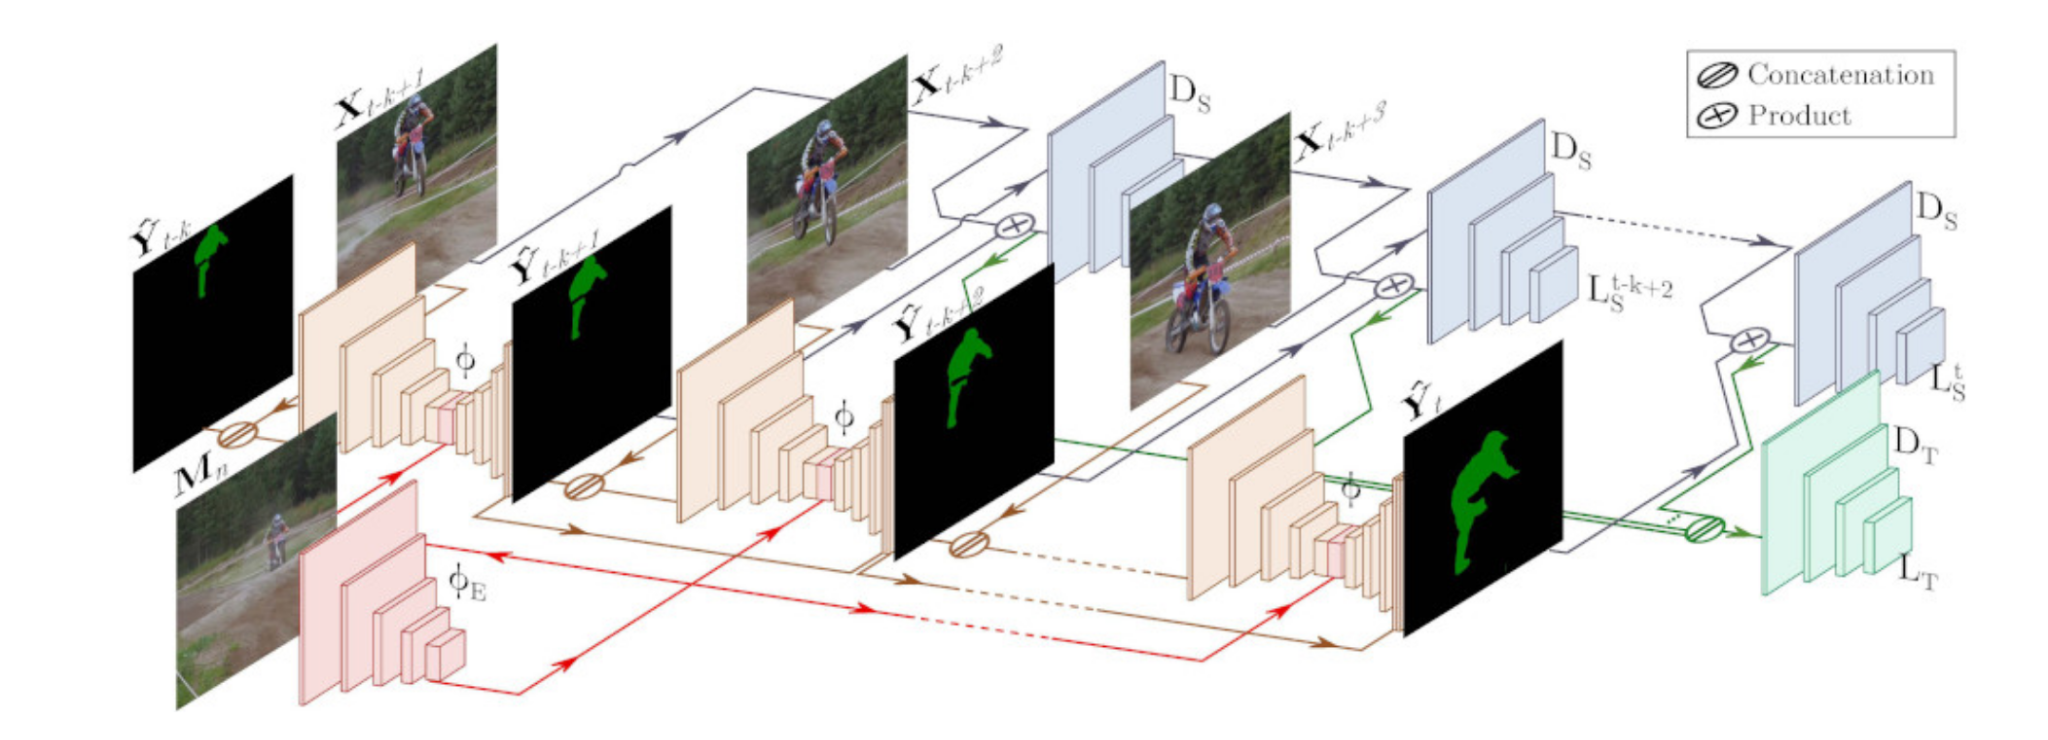 X_{t-k+1}
X_{t-k+2}
D_S
Concatenation
Product
X_{t-k+3}
D_S
Ŷ_{t-k}
D_S
Ŷ_{t-k+1}
Ŷ_{t-k+2}
L_S^{t-k+2}
ϕ
ϕ
Ŷ_t
L_S^t
M_n
D_T
ϕ
ϕ_E
L_T